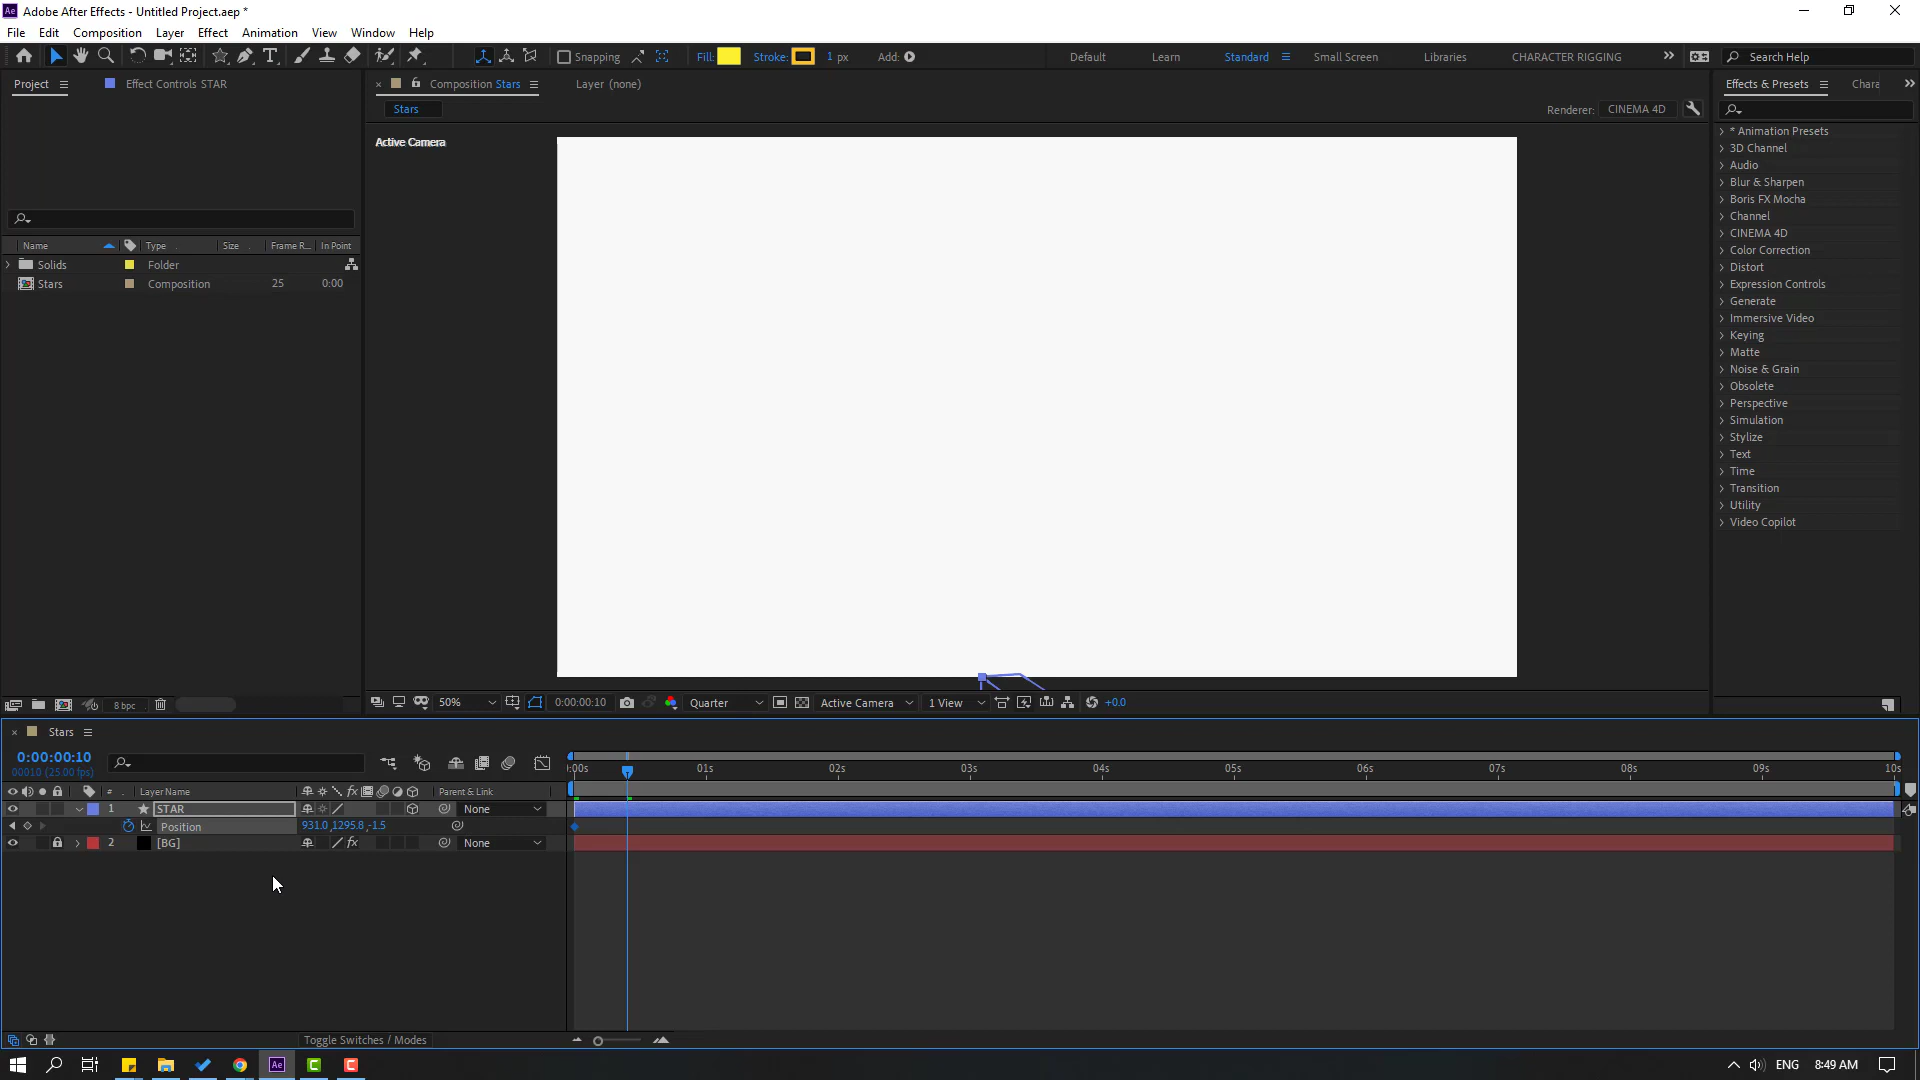 Adobe After Effects - Untitled Project.aep *
File Edit Composition Layer Effect Animation View Window Help
Snapping Fill: Stroke: 1 px Add: Default Learn Standard Small Screen Libraries CHARACTER RIGGING Search Help
Project Effect Controls STAR
Composition Stars Layer (none)
Effects & Presets Chara
Stars
Renderer: CINEMA 4D
Active Camera
* Animation Presets
3D Channel
Audio
Blur & Sharpen
Boris FX Mocha
Channel
CINEMA 4D
Color Correction
Distort
Expression Controls
Generate
Immersive Video
Keying
Matte
Noise & Grain
Obsolete
Perspective
Simulation
Stylize
Text
Time
Transition
Utility
Video Copilot
Name Type Size Frame R... In Point
Solids Folder
Stars Composition 25 0:00
8 bpc
50% 0:00:00:10 Quarter Active Camera 1 View +0.0
Stars
0:00:00:10
00010 (25.00 fps)
:00s 01s 02s 03s 04s 05s 06s 07s 08s 09s 10s
# Layer Name fx Parent & Link
1 STAR None
Position 931.0,1295.8,-1.5
2 [BG] fx None
Toggle Switches / Modes
ENG 8:49 AM